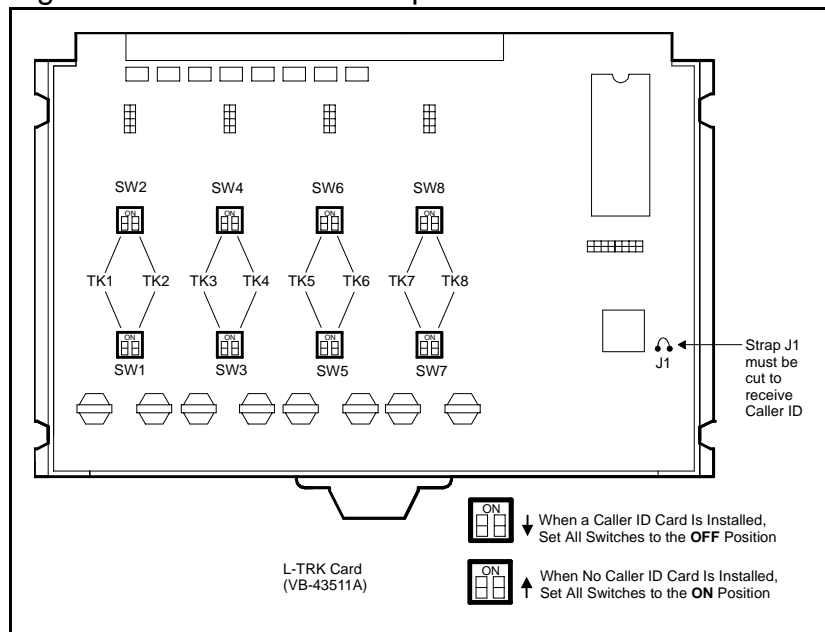 SW2 SW4 SW6 SW8
ON ON ON ON
TK1 TK2 TK3 TK4 TK5 TK6 TK7 TK8
ON ON ON ON
SW1 SW3 SW5 SW7
J1
Strap J1
must be
cut to
receive
Caller ID
ON
When a Caller ID Card Is Installed,
Set All Switches to the OFF Position
L-TRK Card
(VB-43511A)
ON
When No Caller ID Card Is Installed,
Set All Switches to the ON Position